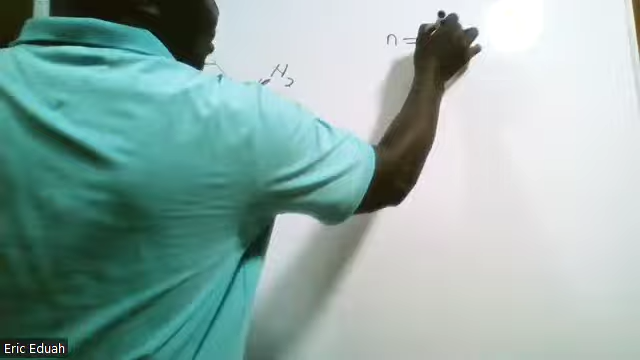 n =
H₂
Eric Eduah